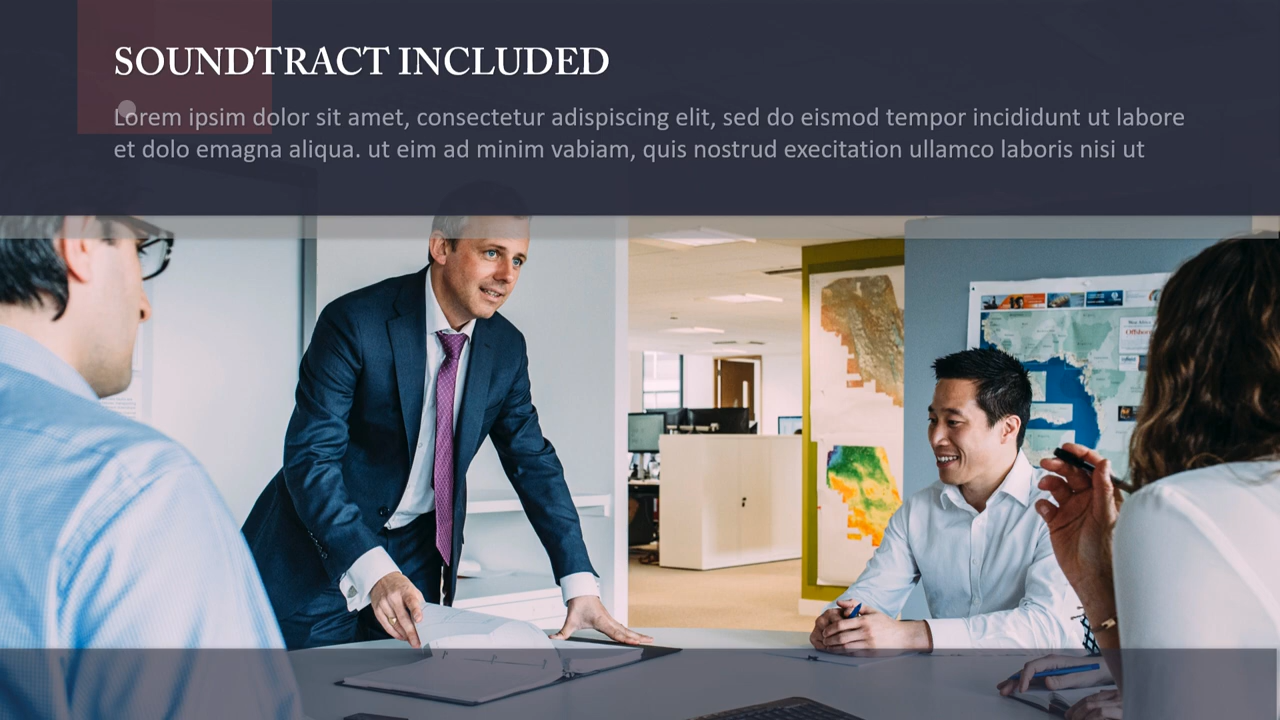 SOUNDTRACT INCLUDED
Lorem ipsim dolor sit amet, consectetur adipiscing elit, sed do eismod tempor incididunt ut labore
et dolo emagna aliqua. ut eim ad minim vabiam, quis nostrud execitation ullamco laboris nisi ut